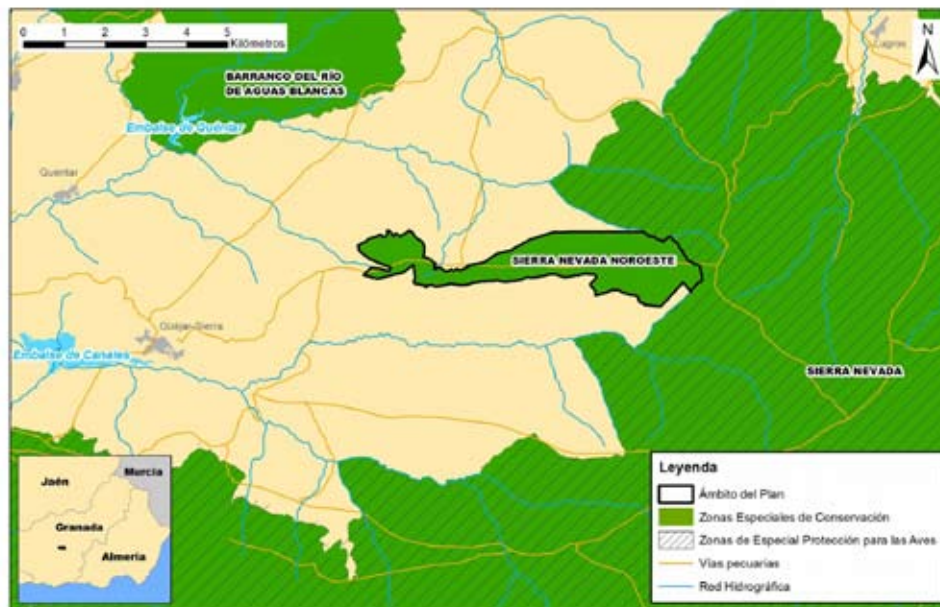 0 1 2 3 4 5
Kilómetros
N
Lugros
BARRANCO DEL RÍO
DE AGUAS BLANCAS
Embalse de Quéntar
Quéntar
SIERRA NEVADA NOROESTE
Güéjar-Sierra
Embalse de Canales
SIERRA NEVADA
Jaén
Murcia
Granada
Almería
Leyenda
Ámbito del Plan
Zonas Especiales de Conservación
Zonas de Especial Protección para las Aves
Vías pecuarias
Red Hidrográfica